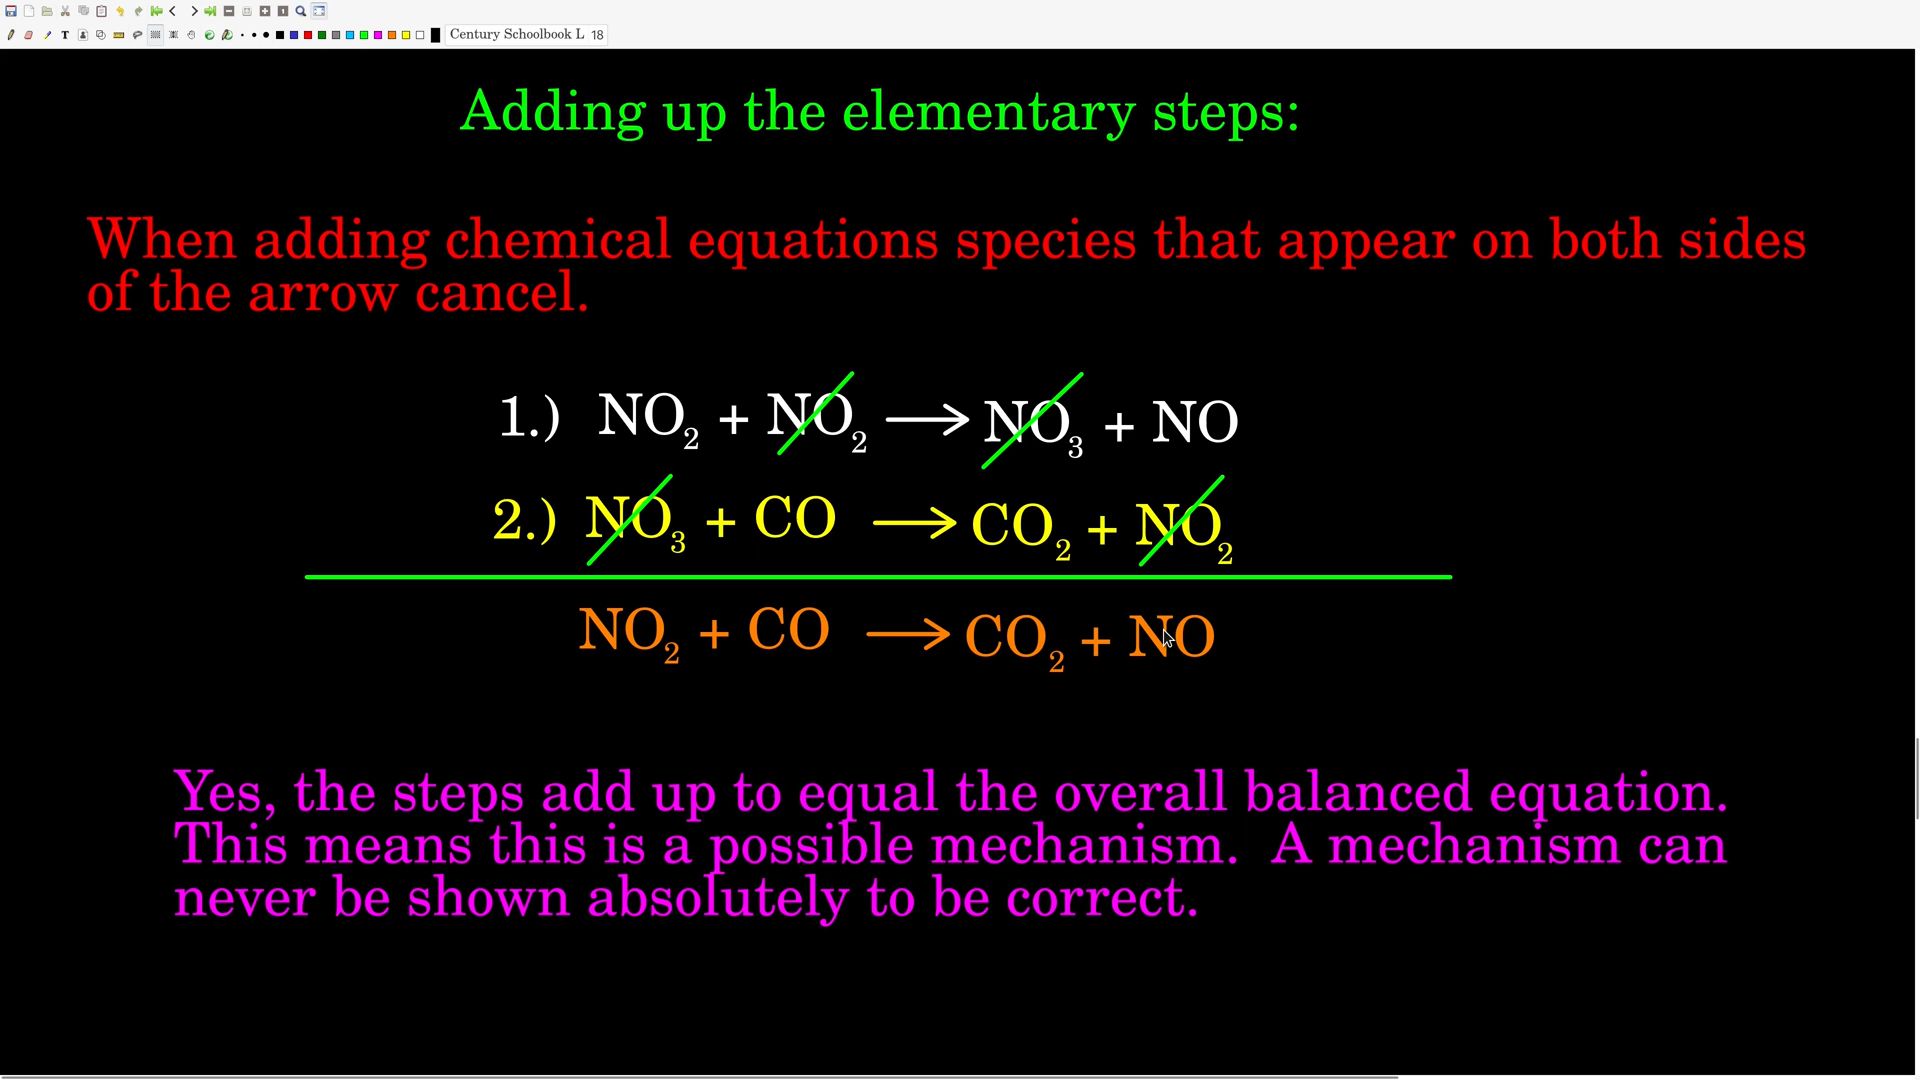 Century Schoolbook L 18
Adding up the elementary steps:
When adding chemical equations species that appear on both sides
of the arrow cancel.
1.) NO₂ + NO₂ ⟶ NO₃ + NO
2.) NO₃ + CO ⟶ CO₂ + NO₂
NO₂ + CO ⟶ CO₂ + NO
Yes, the steps add up to equal the overall balanced equation.
This means this is a possible mechanism. A mechanism can
never be shown absolutely to be correct.